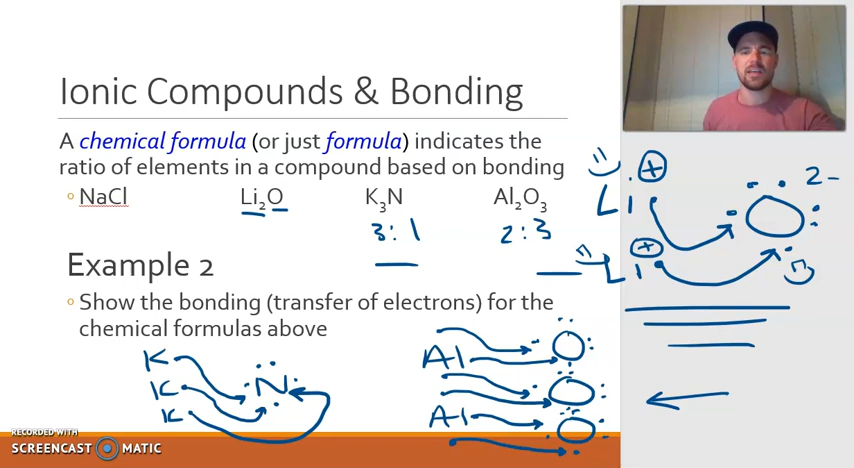 Ionic Compounds & Bonding
A chemical formula (or just formula) indicates the
ratio of elements in a compound based on bonding
NaCl Li₂O K₃N Al₂O₃
3:1 2:3
Example 2
Show the bonding (transfer of electrons) for the
chemical formulas above
K
K N
K
Al O
O
Al O
+ 2-
Li O
+
Li
RECORDED WITH
SCREENCAST MATIC